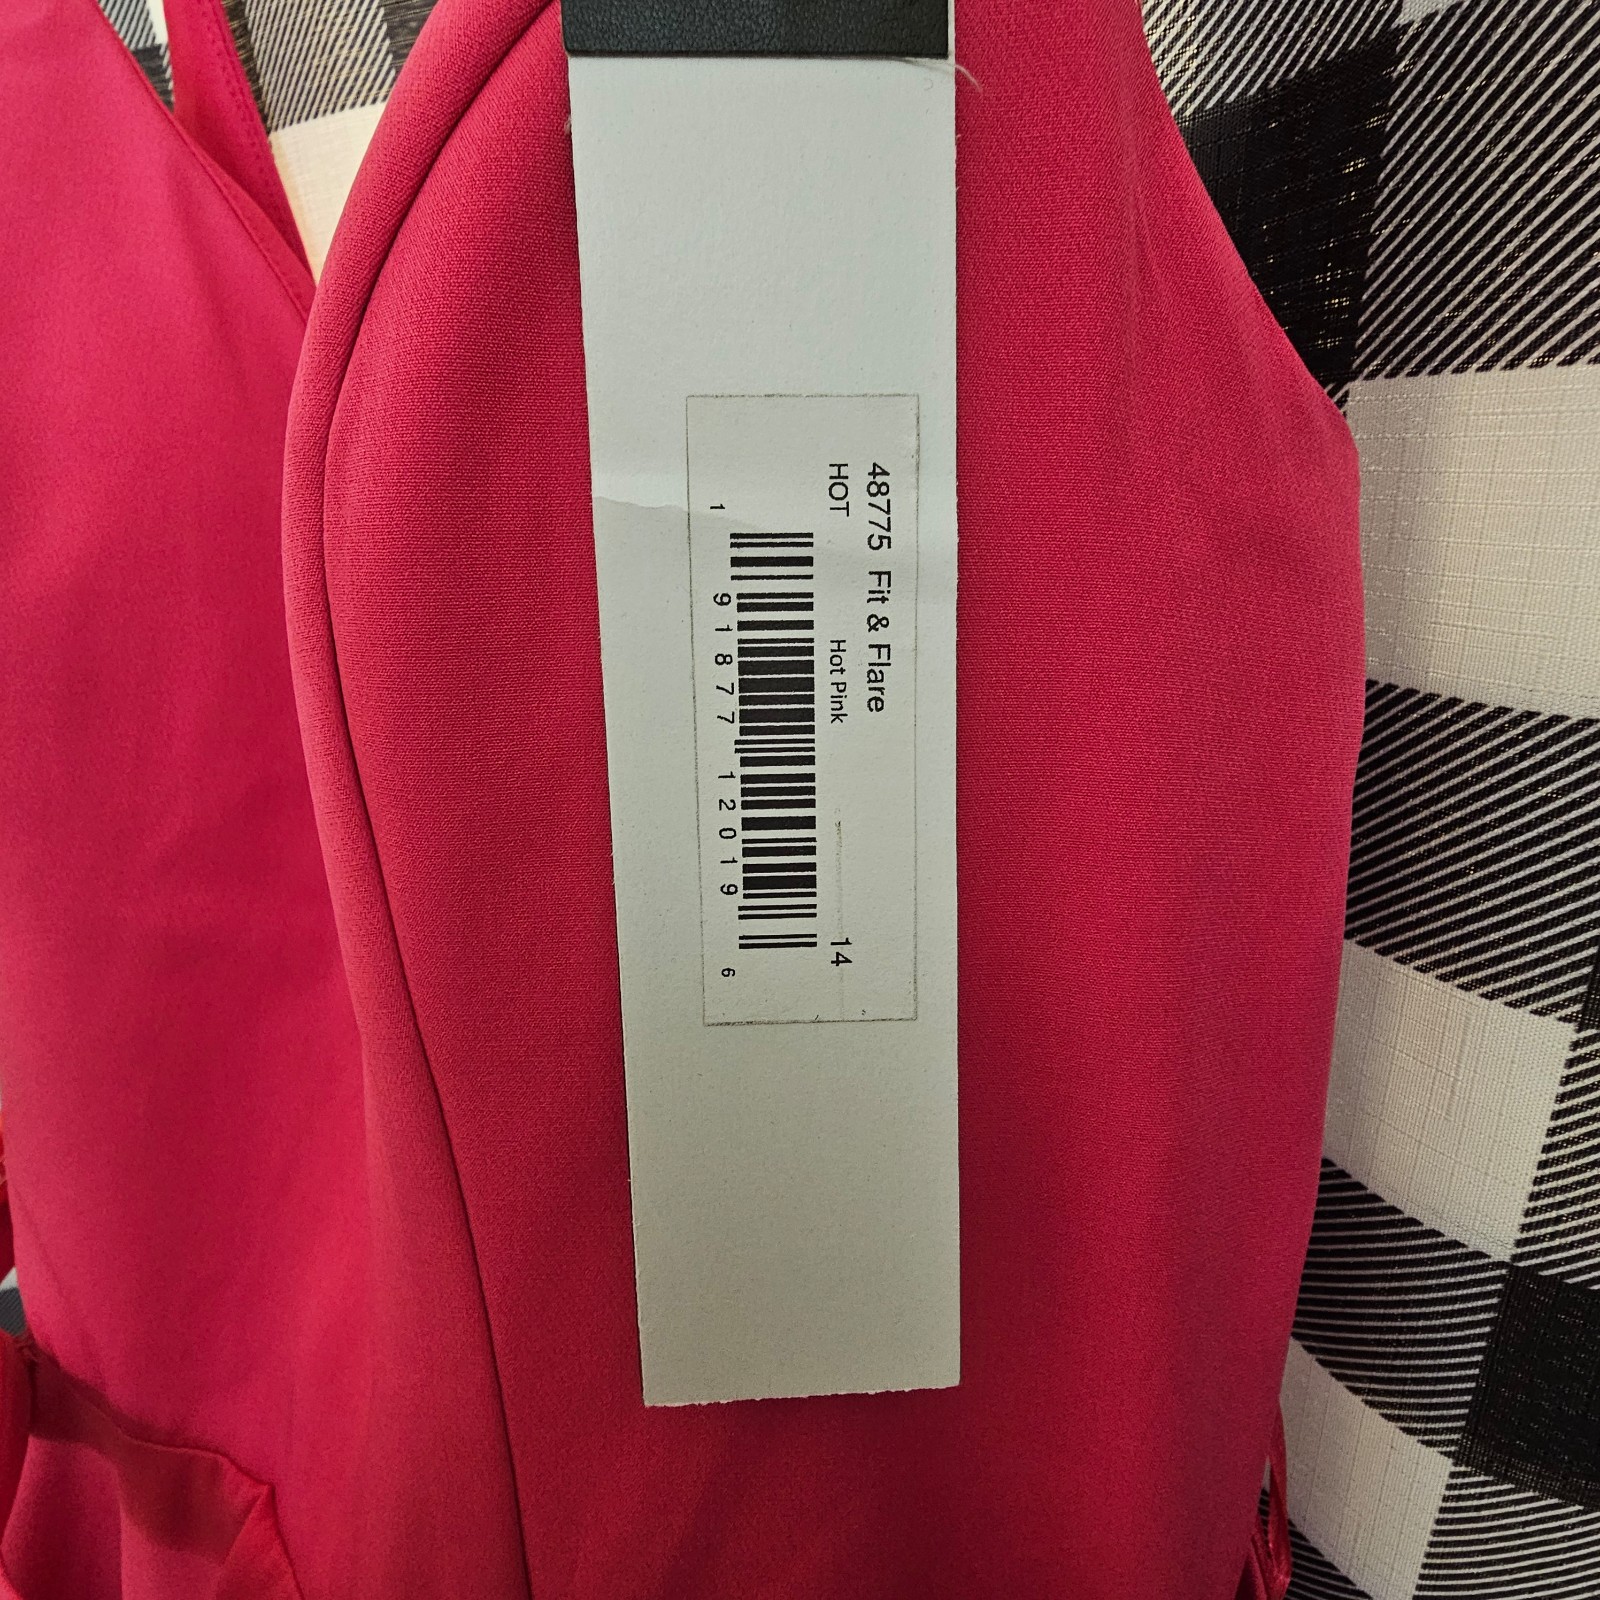 48775 Fit & Flare
HOT Hot Pink 14
1 91877 12019 6